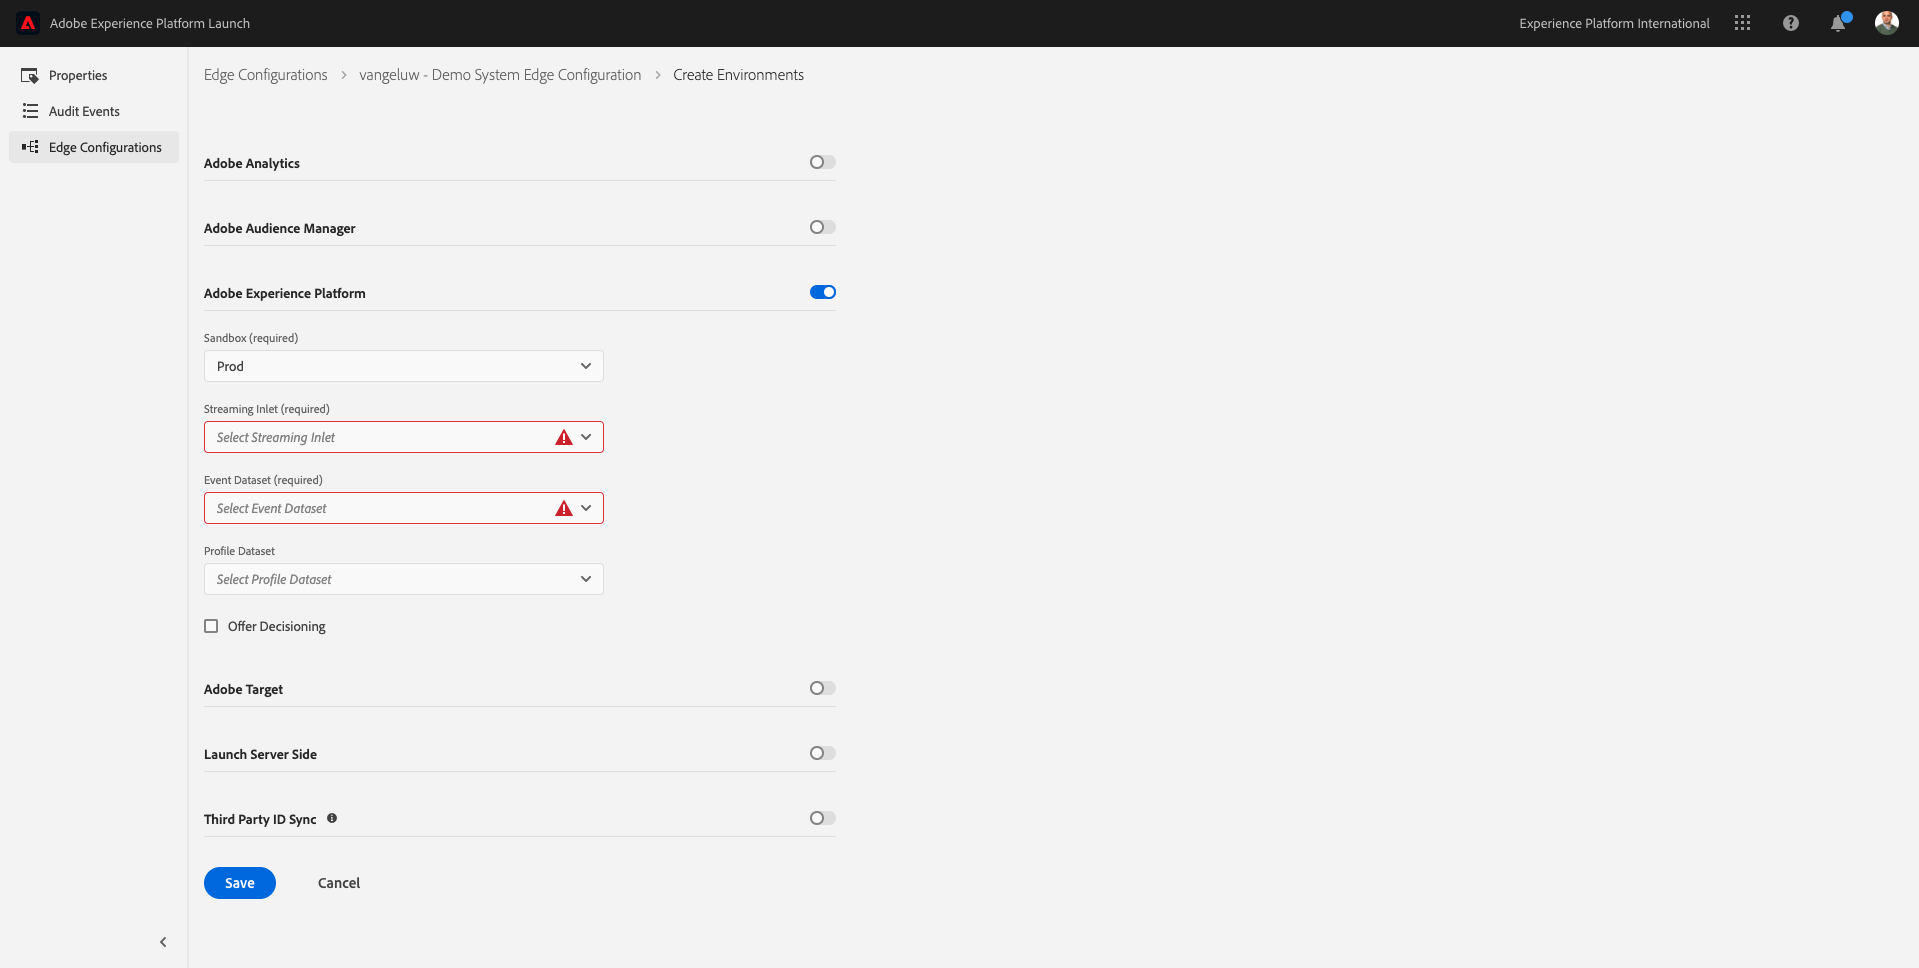 Adobe Experience Platform Launch
Experience Platform International
Properties
Audit Events
Edge Configurations
Edge Configurations > vangeluw - Demo System Edge Configuration > Create Environments
Adobe Analytics
Adobe Audience Manager
Adobe Experience Platform
Sandbox (required)
Prod
Streaming Inlet (required)
Select Streaming Inlet
Event Dataset (required)
Select Event Dataset
Profile Dataset
Select Profile Dataset
Offer Decisioning
Adobe Target
Launch Server Side
Third Party ID Sync
Save
Cancel